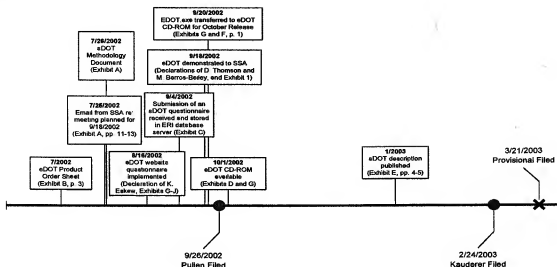 9/20/2002
EDOT.exe transferred to eDOT
CD-ROM for October Release
(Exhibits G and F, p. 1)
7/26/2002
eDOT
Methodology
Document
(Exhibit A)
9/18/2002
eDOT demonstrated to SSA
(Declarations of D. Thomson and
M. Barros-Bailey, and Exhibit 1)
7/26/2002
Email from SSA re
meeting planned for
9/18/2002
(Exhibit A, pp. 11-13)
9/4/2002
Submission of an
eDOT questionnaire
received and stored
in ERI database
server (Exhibit C)
7/2002
eDOT Product
Order Sheet
(Exhibit B, p. 3)
8/16/2002
eDOT website
questionnaire
implemented
(Declaration of K.
Eskew, Exhibits G-J)
10/1/2002
eDOT CD-ROM
available
(Exhibits D and G)
1/2003
eDOT description
published
(Exhibit E, pp. 4-5)
3/21/2003
Provisional Filed
9/26/2002
Pullen Filed
2/24/2003
Kauderer Filed